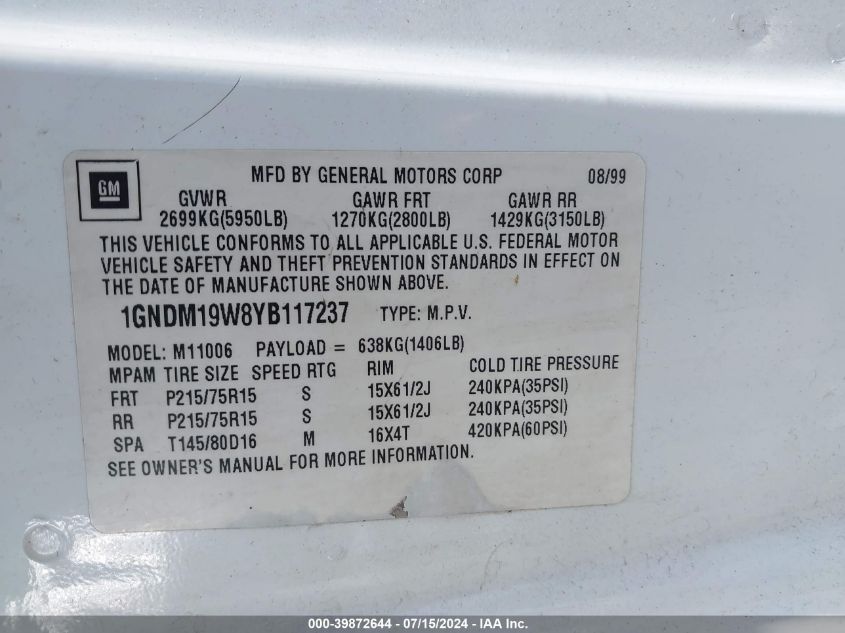 GM
MFD BY GENERAL MOTORS CORP 08/99
GVWR GAWR FRT GAWR RR
2699KG(5950LB) 1270KG(2800LB) 1429KG(3150LB)
THIS VEHICLE CONFORMS TO ALL APPLICABLE U.S. FEDERAL MOTOR
VEHICLE SAFETY AND THEFT PREVENTION STANDARDS IN EFFECT ON
THE DATE OF MANUFACTURE SHOWN ABOVE.
1GNDM19W8YB117237 TYPE: M.P.V.
MODEL: M11006 PAYLOAD = 638KG(1406LB)
MPAM TIRE SIZE SPEED RTG RIM COLD TIRE PRESSURE
FRT P215/75R15 S 15X61/2J 240KPA(35PSI)
RR P215/75R15 S 15X61/2J 240KPA(35PSI)
SPA T145/80D16 M 16X4T 420KPA(60PSI)
SEE OWNER'S MANUAL FOR MORE INFORMATION.
000-39872644 - 07/15/2024 - IAA Inc.